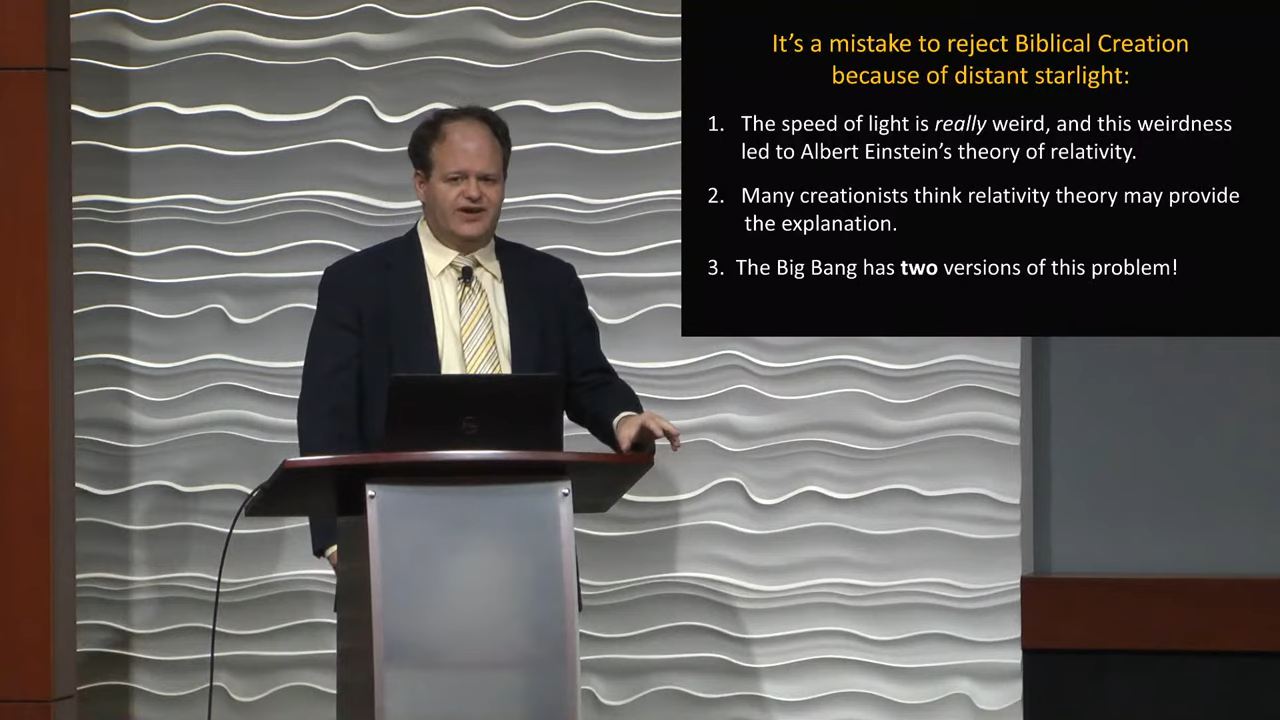 It's a mistake to reject Biblical Creation
because of distant starlight:
1. The speed of light is really weird, and this weirdness
led to Albert Einstein's theory of relativity.
2. Many creationists think relativity theory may provide
the explanation.
3. The Big Bang has two versions of this problem!